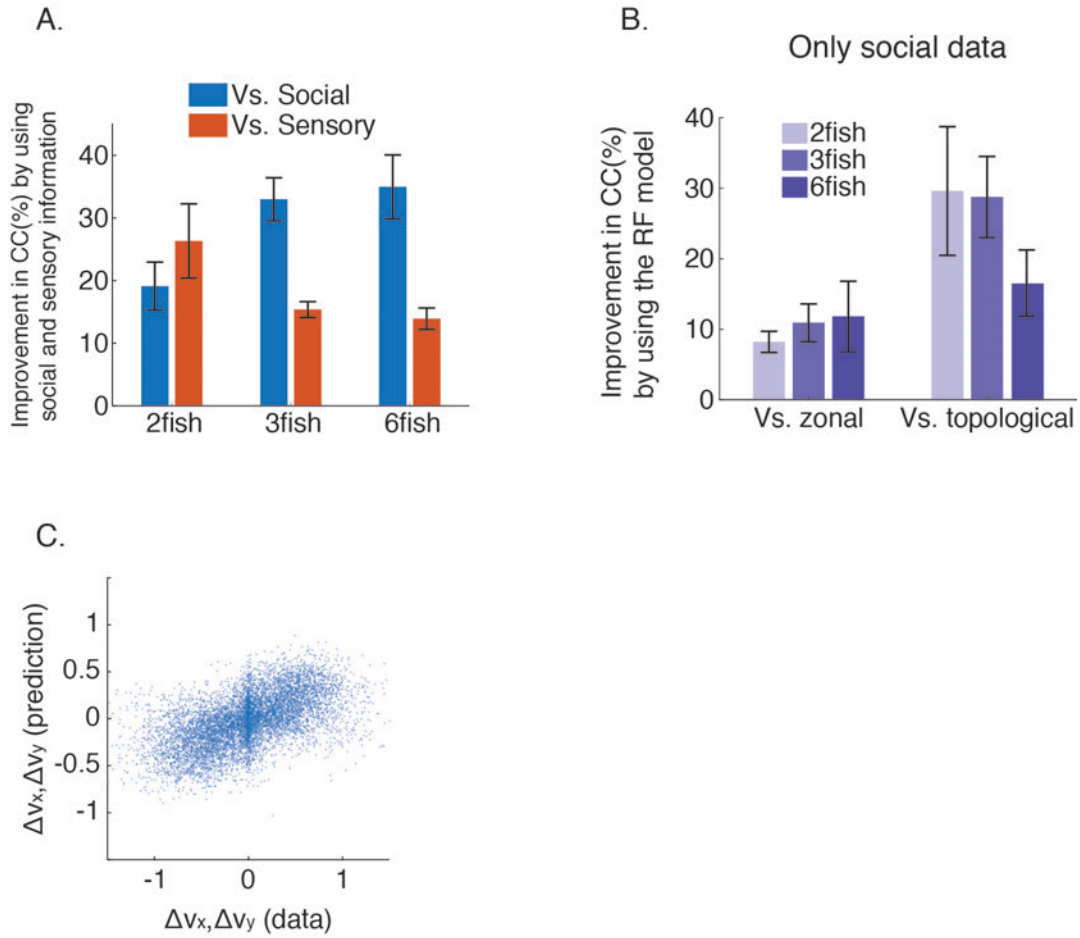 A.
Vs. Social
Vs. Sensory
Improvement in CC(%) by using
social and sensory information
40
30
20
10
0
2fish
3fish
6fish
B.
Only social data
2fish
3fish
6fish
Improvement in CC(%)
by using the RF model
40
30
20
10
0
Vs. zonal
Vs. topological
C.
Δvx,Δvy (prediction)
1
0.5
0
-0.5
-1
-1
0
1
Δvx,Δvy (data)